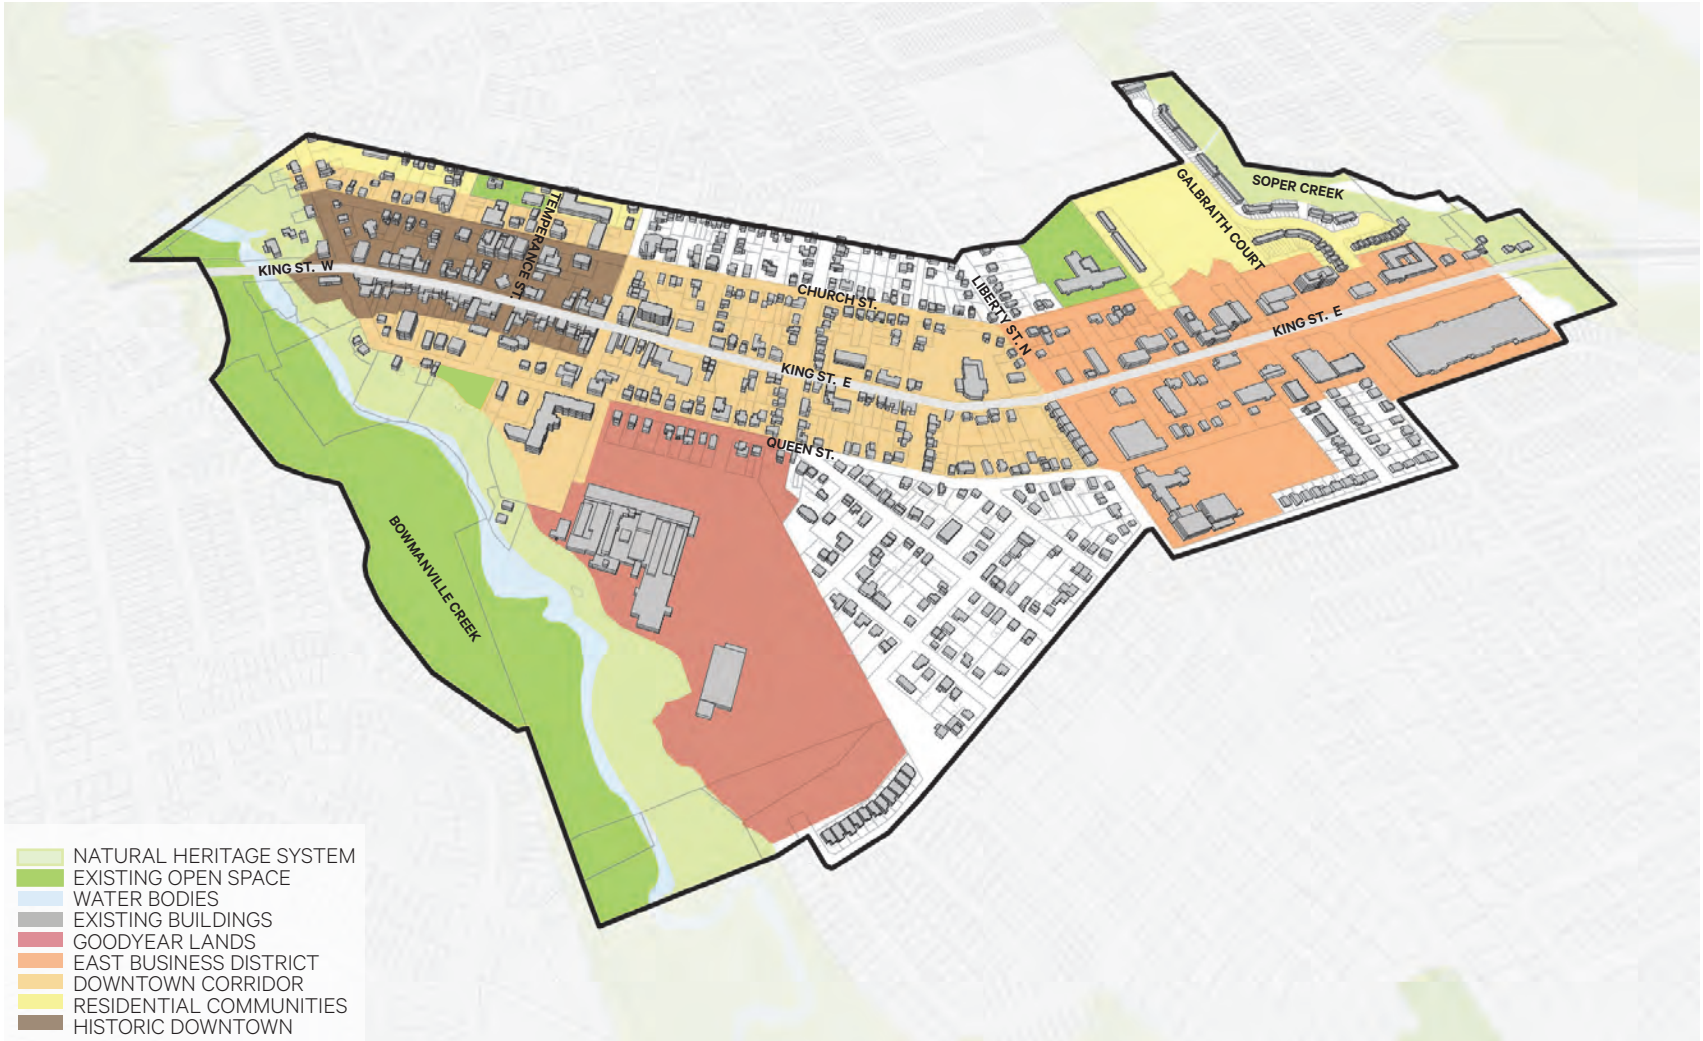 SOPER CREEK
GALBRAITH COURT
TEMPERANCE ST.
KING ST. W
CHURCH ST.
LIBERTY ST. N
KING ST. E
KING ST. E
QUEEN ST.
BOWMANVILLE CREEK
NATURAL HERITAGE SYSTEM
EXISTING OPEN SPACE
WATER BODIES
EXISTING BUILDINGS
GOODYEAR LANDS
EAST BUSINESS DISTRICT
DOWNTOWN CORRIDOR
RESIDENTIAL COMMUNITIES
HISTORIC DOWNTOWN